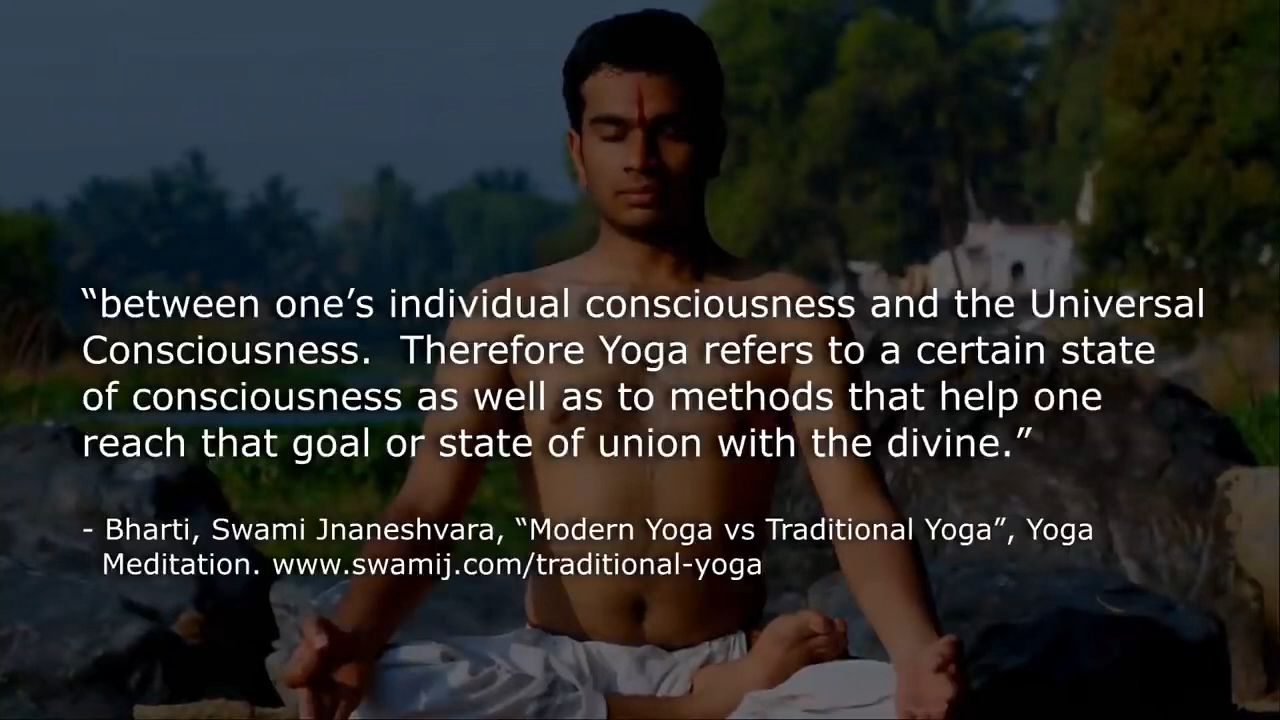 “between one’s individual consciousness and the Universal
Consciousness.  Therefore Yoga refers to a certain state
of consciousness as well as to methods that help one
reach that goal or state of union with the divine.”
- Bharti, Swami Jnaneshvara, “Modern Yoga vs Traditional Yoga”, Yoga
Meditation. www.swamij.com/traditional-yoga